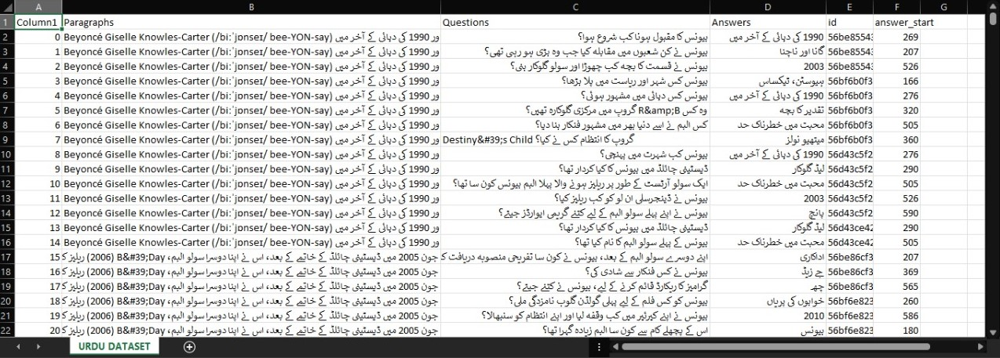 A B C D E F G
1 Column1 Paragraphs Questions Answers id answer_start
2 0 Beyoncé Giselle Knowles-Carter (/biːˈjɒnseɪ/ bee-YON-say) ور 1990 کی دہائی کے آخر میں بیونس کا مقبول ہونا کب شروع ہوا؟ 1990 کی دہائی کے آخر میں 56be8554 269
3 1 Beyoncé Giselle Knowles-Carter (/biːˈjɒnseɪ/ bee-YON-say) ور 1990 کی دہائی کے آخر میں بیونس نے کن شعبوں میں مقابلہ کیا جب وہ بڑی ہو رہی تھی؟ گانا اور ناچنا 56be8554 207
4 2 Beyoncé Giselle Knowles-Carter (/biːˈjɒnseɪ/ bee-YON-say) ور 1990 کی دہائی کے آخر میں بیونس نے قسمت کا بچہ کب چھوڑا اور سولو گلوکار بنی؟ 2003 56be8554 526
5 3 Beyoncé Giselle Knowles-Carter (/biːˈjɒnseɪ/ bee-YON-say) ور 1990 کی دہائی کے آخر میں بیونس کس شہر اور ریاست میں پلا بڑھا؟ ہیوسٹن، ٹیکساس 56bf6b0f3 166
6 4 Beyoncé Giselle Knowles-Carter (/biːˈjɒnseɪ/ bee-YON-say) ور 1990 کی دہائی کے آخر میں بیونس کس دہائی میں مشہور ہوئی؟ 1990 کی دہائی کے آخر میں 56bf6b0f3 276
7 5 Beyoncé Giselle Knowles-Carter (/biːˈjɒnseɪ/ bee-YON-say) ور 1990 کی دہائی کے آخر میں وہ کس R&amp;B گروپ میں مرکزی گلوکارہ تھیں؟ تقدیر کا بچہ 56bf6b0f3 320
8 6 Beyoncé Giselle Knowles-Carter (/biːˈjɒnseɪ/ bee-YON-say) ور 1990 کی دہائی کے آخر میں کس البم نے اسے دنیا بھر میں مشہور فنکار بنا دیا؟ محبت میں خطرناک حد 56bf6b0f3 505
9 7 Beyoncé Giselle Knowles-Carter (/biːˈjɒnseɪ/ bee-YON-say) ور 1990 کی دہائی کے آخر میں Destiny&#39;s Child گروپ کا انتظام کس نے کیا؟ میتھیو نولز 56bf6b0f3 360
10 8 Beyoncé Giselle Knowles-Carter (/biːˈjɒnseɪ/ bee-YON-say) ور 1990 کی دہائی کے آخر میں بیونس کب شہرت میں پہنچی؟ 1990 کی دہائی کے آخر میں 56d43c5f2 276
11 9 Beyoncé Giselle Knowles-Carter (/biːˈjɒnseɪ/ bee-YON-say) ور 1990 کی دہائی کے آخر میں ڈیسٹینی چائلڈ میں بیونس کا کیا کردار تھا؟ لیڈ گلوکار 56d43c5f2 290
12 10 Beyoncé Giselle Knowles-Carter (/biːˈjɒnseɪ/ bee-YON-say) ور 1990 کی دہائی کے آخر میں ایک سولو آرٹسٹ کے طور پر ریلیز ہونے والا پہلا البم بیونس کون سا تھا؟ محبت میں خطرناک حد 56d43c5f2 505
13 11 Beyoncé Giselle Knowles-Carter (/biːˈjɒnseɪ/ bee-YON-say) ور 1990 کی دہائی کے آخر میں بیونس نے ڈینجرسلی ان لو کو کب ریلیز کیا؟ 2003 56d43c5f2 526
14 12 Beyoncé Giselle Knowles-Carter (/biːˈjɒnseɪ/ bee-YON-say) ور 1990 کی دہائی کے آخر میں بیونس نے اپنے پہلے سولو البم کے لیے کتنے گریمی ایوارڈز جیتے؟ پانچ 56d43c5f2 590
15 13 Beyoncé Giselle Knowles-Carter (/biːˈjɒnseɪ/ bee-YON-say) ور 1990 کی دہائی کے آخر میں ڈیسٹینی چائلڈ میں بیونس کا کیا کردار تھا؟ لیڈ گلوکار 56d43ce42 290
16 14 Beyoncé Giselle Knowles-Carter (/biːˈjɒnseɪ/ bee-YON-say) ور 1990 کی دہائی کے آخر میں بیونس کے پہلے سولو البم کا نام کیا تھا؟ محبت میں خطرناک حد 56d43ce42 505
17 15 جون 2005 میں ڈیسٹینی چائلڈ کے خاتمے کے بعد، اس نے اپنا دوسرا سولو البم، B&#39;Day (2006) ریلیز ک اپنے دوسرے سولو البم کے بعد، بیونس نے کون سا تفریحی منصوبہ دریافت ک اداکاری 56be86cf3 207
18 16 جون 2005 میں ڈیسٹینی چائلڈ کے خاتمے کے بعد، اس نے اپنا دوسرا سولو البم، B&#39;Day (2006) ریلیز ک بیونس نے کس فنکار سے شادی کی؟ جے زیڈ 56be86cf3 369
19 17 جون 2005 میں ڈیسٹینی چائلڈ کے خاتمے کے بعد، اس نے اپنا دوسرا سولو البم، B&#39;Day (2006) ریلیز ک گرامیز کا ریکارڈ قائم کرنے کے لیے، بیونس نے کتنے جیتے؟ چھ 56be86cf3 565
20 18 جون 2005 میں ڈیسٹینی چائلڈ کے خاتمے کے بعد، اس نے اپنا دوسرا سولو البم، B&#39;Day (2006) ریلیز ک بیونس کو کس فلم کے لیے پہلی گولڈن گلوب نامزدگی ملی؟ خوابوں کی پریاں 56bf6e823 260
21 19 جون 2005 میں ڈیسٹینی چائلڈ کے خاتمے کے بعد، اس نے اپنا دوسرا سولو البم، B&#39;Day (2006) ریلیز ک بیونس نے اپنے کیرئیر میں کب وقفہ لیا اور اپنے انتظام کو سنبھالا؟ 2010 56bf6e823 586
22 20 جون 2005 میں ڈیسٹینی چائلڈ کے خاتمے کے بعد، اس نے اپنا دوسرا سولو البم، B&#39;Day (2006) ریلیز ک اس کے پچھلے کام سے کون سا البم زیادہ گہرا تھا؟ بیونس 56bf6e823 180
URDU DATASET